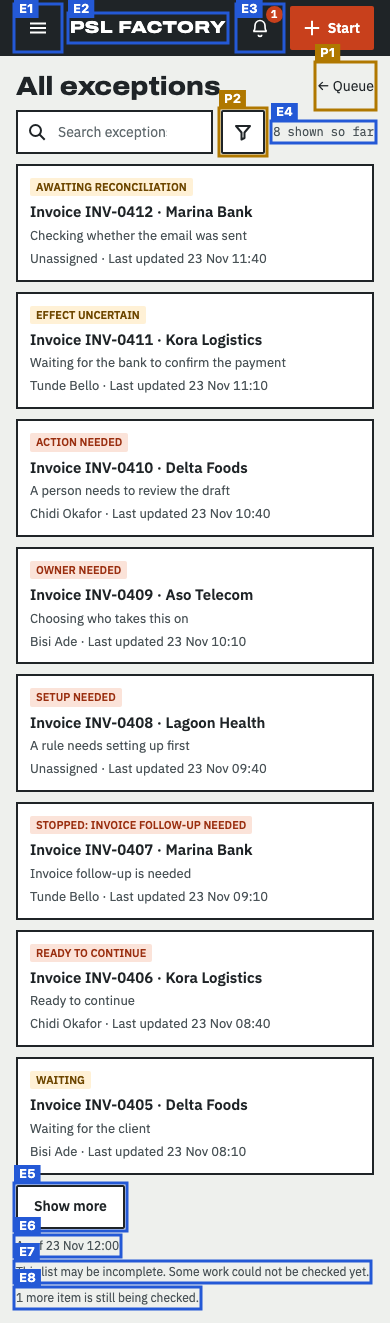 E1
E2
E3
PSL FACTORY
1
Start
P1
All exceptions
← Queue
P2
E4
Search exception
8 shown so far
AWAITING RECONCILIATION
Invoice INV-0412 · Marina Bank
Checking whether the email was sent
Unassigned · Last updated 23 Nov 11:40
EFFECT UNCERTAIN
Invoice INV-0411 · Kora Logistics
Waiting for the bank to confirm the payment
Tunde Bello · Last updated 23 Nov 11:10
ACTION NEEDED
Invoice INV-0410 · Delta Foods
A person needs to review the draft
Chidi Okafor · Last updated 23 Nov 10:40
OWNER NEEDED
Invoice INV-0409 · Aso Telecom
Choosing who takes this on
Bisi Ade · Last updated 23 Nov 10:10
SETUP NEEDED
Invoice INV-0408 · Lagoon Health
A rule needs setting up first
Unassigned · Last updated 23 Nov 09:40
STOPPED: INVOICE FOLLOW-UP NEEDED
Invoice INV-0407 · Marina Bank
Invoice follow-up is needed
Tunde Bello · Last updated 23 Nov 09:10
READY TO CONTINUE
Invoice INV-0406 · Kora Logistics
Ready to continue
Chidi Okafor · Last updated 23 Nov 08:40
WAITING
Invoice INV-0405 · Delta Foods
Waiting for the client
Bisi Ade · Last updated 23 Nov 08:10
E5
Show more
E6
23 Nov 12:00
E7
list may be incomplete. Some work could not be checked yet.
E8
1 more item is still being checked.